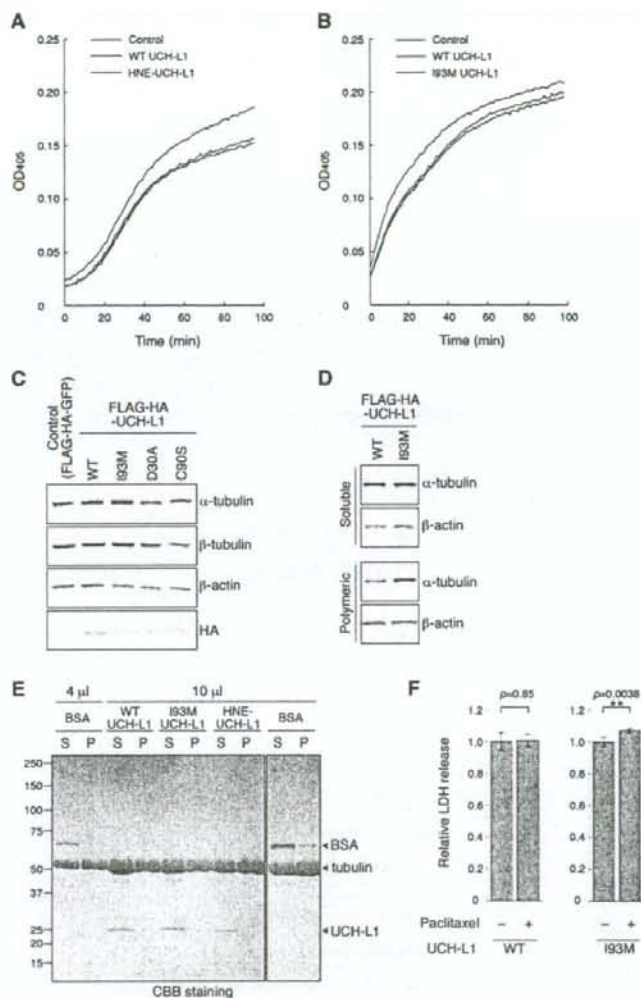 A
Control
WT UCH-L1
HNE-UCH-L1
0.25
0.20
0.15
0.10
0.05
0
OD405
0 20 40 60 80 100
Time (min)
B
Control
WT UCH-L1
I93M UCH-L1
0.25
0.20
0.15
0.10
0.05
0
OD405
0 20 40 60 80 100
Time (min)
C
Control
(FLAG-HA-GFP)
FLAG-HA
-UCH-L1
WT
I93M
D30A
C90S
α-tubulin
β-tubulin
β-actin
HA
D
FLAG-HA
-UCH-L1
WT
I93M
Soluble
α-tubulin
β-actin
Polymeric
α-tubulin
β-actin
E
4 µl 10 µl
BSA WT UCH-L1 I93M UCH-L1 HNE- UCH-L1 BSA
S P S P S P S P S P
250
150
100
75
50
37
25
20
15
BSA
tubulin
UCH-L1
CBB staining
F
p=0.85
p=0.0038
**
Relative LDH release
1.0
0.8
0.6
0.4
0.2
0
1.0
0.8
0.6
0.4
0.2
0
Paclitaxel − + − +
UCH-L1 WT I93M